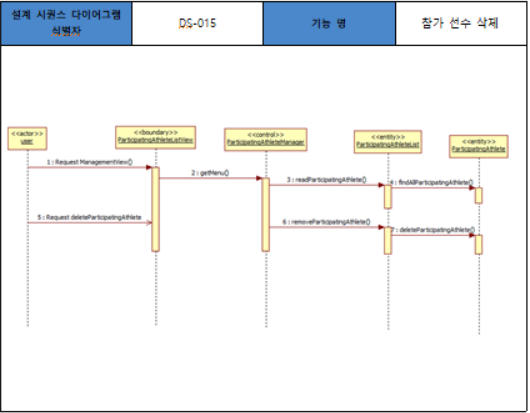 설계 시퀀스 다이어그램
식별자
DS-015
기능 명
참가 선수 삭제
<<actor>>
user
<<boundary>>
ParticipatingAthleteListView
<<control>>
ParticipatingAthleteManager
<<entity>>
ParticipatingAthleteList
<<entity>>
ParticipatingAthlete
1 : Request ManagementView()
2 : getMenu()
3 : readParticipatingAthlete()
4 : findAllParticipatingAthlete()
5 : Request deleteParticipatingAthlete
6 : removeParticipatingAthlete()
7 : deleteParticipatingAthlete()